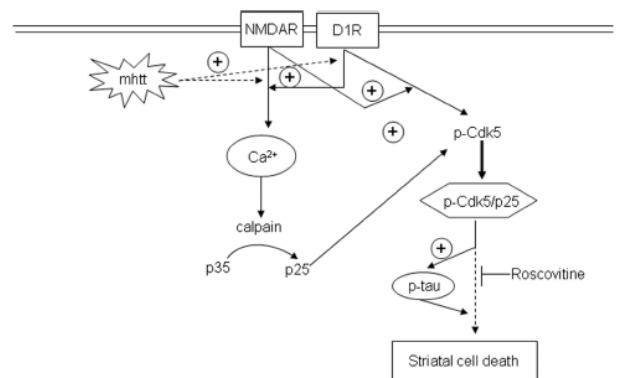 NMDAR
D1R
mhtt
+
+
+
+
p-Cdk5
Ca2+
p-Cdk5/p25
calpain
p35
p25
+
Roscovitine
p-tau
Striatal cell death